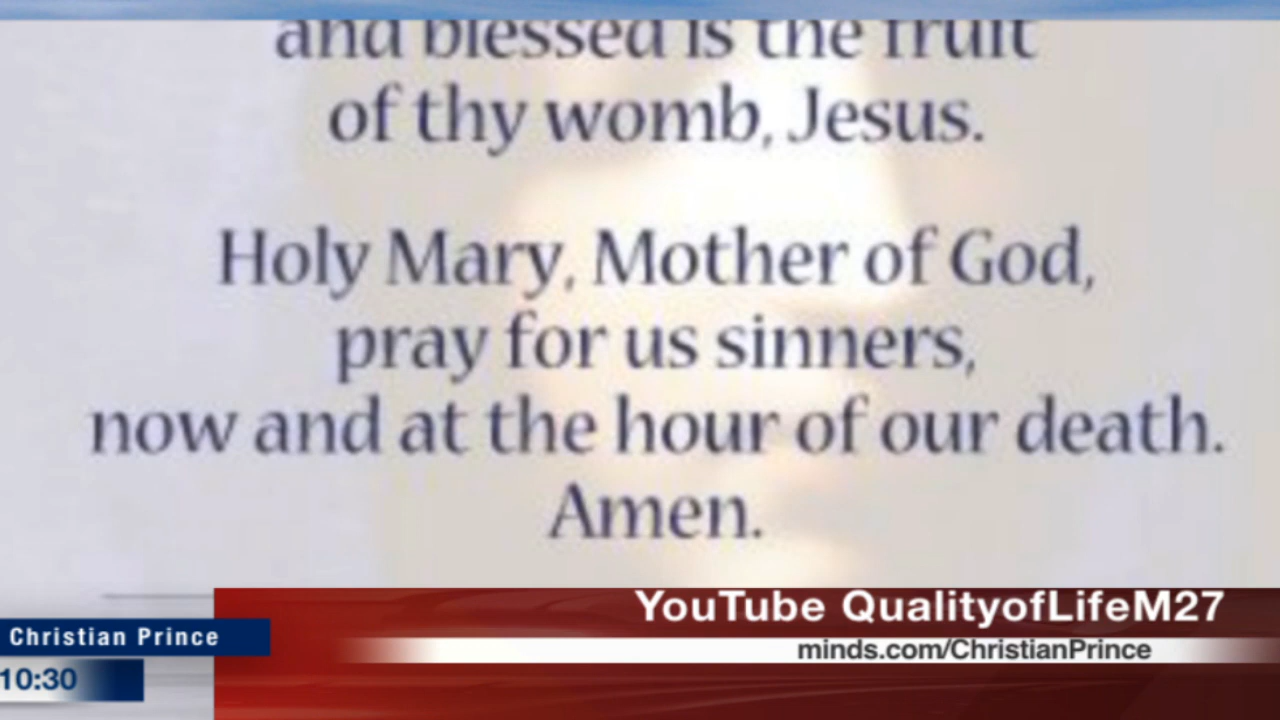 and blessed is the fruit
of thy womb, Jesus.
Holy Mary, Mother of God,
pray for us sinners,
now and at the hour of our death.
Amen.
YouTube QualityofLifeM27
Christian Prince
minds.com/ChristianPrince
10:30